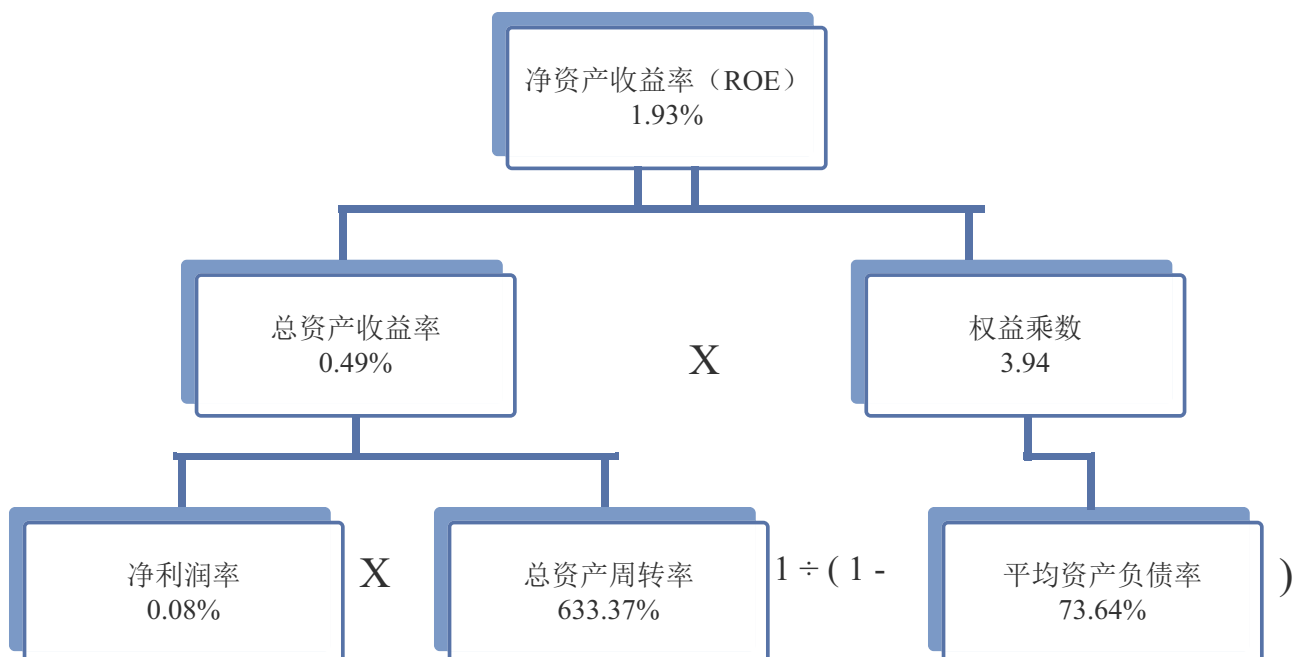 净资产收益率（ROE）
1.93%
总资产收益率
0.49%
X
权益乘数
3.94
净利润率
0.08%
X
总资产周转率
633.37%
1 ÷ ( 1 -
平均资产负债率
73.64%
)